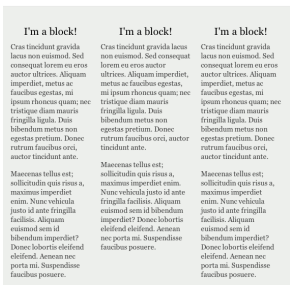 I'm a block!
Cras tincidunt gravida
lacus non euismod. Sed
consequat lorem eu eros
auctor ultrices. Aliquam
imperdiet, metus ac
faucibus egestas, mi
ipsum rhoncus quam; nec
tristique diam mauris
fringilla ligula. Duis
bibendum metus non
egestas pretium. Donec
rutrum faucibus orci,
auctor tincidunt ante.
Maecenas tellus est;
sollicitudin quis risus a,
maximus imperdiet
enim. Nunc vehicula
justo id ante fringilla
facilisis. Aliquam
euismod sem id
bibendum imperdiet?
Donec lobortis eleifend
eleifend. Aenean nec
porta mi. Suspendisse
faucibus posuere.
I'm a block!
Cras tincidunt gravida lacus
non euismod. Sed consequat
lorem eu eros auctor
ultrices. Aliquam imperdiet,
metus ac faucibus egestas,
mi ipsum rhoncus quam; nec
tristique diam mauris
fringilla ligula. Duis
bibendum metus non
egestas pretium. Donec
rutrum faucibus orci, auctor
tincidunt ante.
Maecenas tellus est;
sollicitudin quis risus a,
maximus imperdiet enim.
Nunc vehicula justo id ante
fringilla facilisis. Aliquam
euismod sem id bibendum
imperdiet? Donec lobortis
eleifend eleifend. Aenean
nec porta mi. Suspendisse
faucibus posuere.
I'm a block!
Cras tincidunt gravida
lacus non euismod. Sed
consequat lorem eu eros
auctor ultrices. Aliquam
imperdiet, metus ac
faucibus egestas, mi
ipsum rhoncus quam; nec
tristique diam mauris
fringilla ligula. Duis
bibendum metus non
egestas pretium. Donec
rutrum faucibus orci,
auctor tincidunt ante.
Maecenas tellus est;
sollicitudin quis risus a,
maximus imperdiet
enim. Nunc vehicula
justo id ante fringilla
facilisis. Aliquam
euismod sem id
bibendum imperdiet?
Donec lobortis eleifend
eleifend. Aenean nec
porta mi. Suspendisse
faucibus posuere.